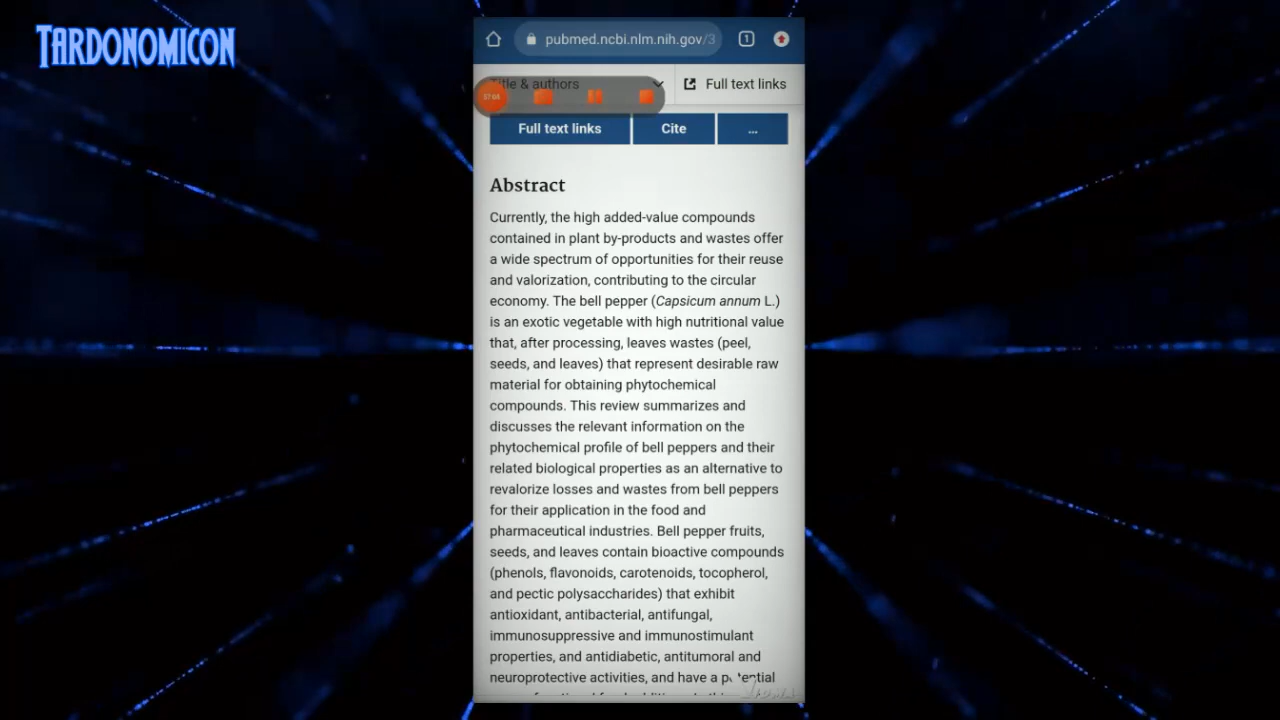 TARDONOMICON
pubmed.ncbi.nlm.nih.gov/3
1
Title & authors
Full text links
37:05
Full text links
Cite
...
Abstract
Currently, the high added-value compounds
contained in plant by-products and wastes offer
a wide spectrum of opportunities for their reuse
and valorization, contributing to the circular
economy. The bell pepper (Capsicum annum L.)
is an exotic vegetable with high nutritional value
that, after processing, leaves wastes (peel,
seeds, and leaves) that represent desirable raw
material for obtaining phytochemical
compounds. This review summarizes and
discusses the relevant information on the
phytochemical profile of bell peppers and their
related biological properties as an alternative to
revalorize losses and wastes from bell peppers
for their application in the food and
pharmaceutical industries. Bell pepper fruits,
seeds, and leaves contain bioactive compounds
(phenols, flavonoids, carotenoids, tocopherol,
and pectic polysaccharides) that exhibit
antioxidant, antibacterial, antifungal,
immunosuppressive and immunostimulant
properties, and antidiabetic, antitumoral and
neuroprotective activities, and have a potential